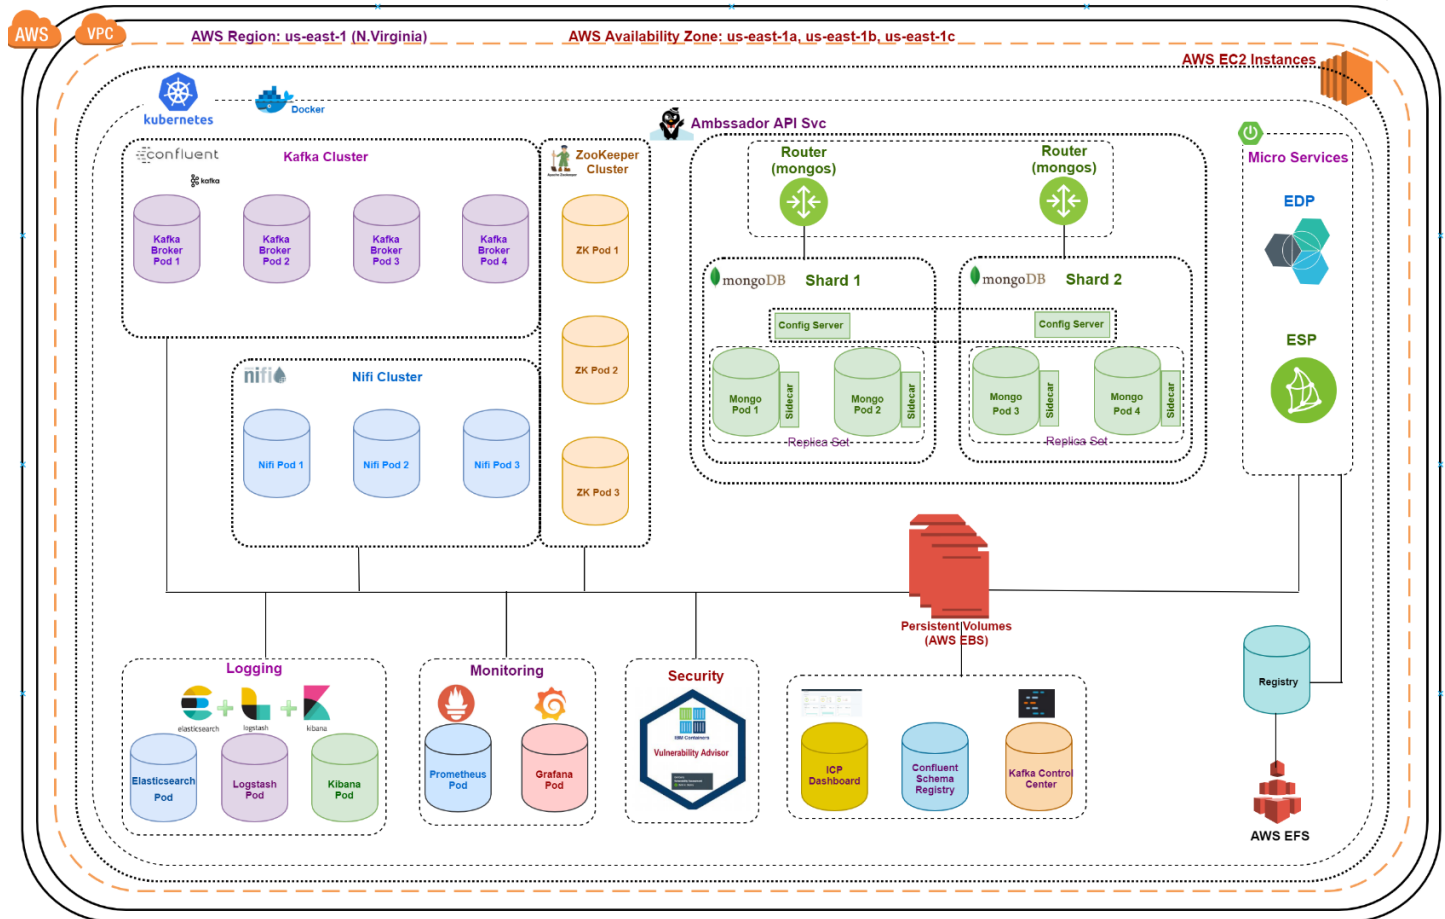 AWS
VPC
AWS Region: us-east-1 (N.Virginia)
AWS Availability Zone: us-east-1a, us-east-1b, us-east-1c
AWS EC2 Instances
kubernetes
Docker
Ambssador API Svc
confluent
Kafka Cluster
kafka
Kafka
Broker
Pod 1
Kafka
Broker
Pod 2
Kafka
Broker
Pod 3
Kafka
Broker
Pod 4
ZooKeeper
Cluster
ZK Pod 1
ZK Pod 2
ZK Pod 3
nifi
Nifi Cluster
Nifi Pod 1
Nifi Pod 2
Nifi Pod 3
Router
(mongos)
Router
(mongos)
mongoDB
Shard 1
mongoDB
Shard 2
Config Server
Config Server
Mongo
Pod 1
Sidecar
Mongo
Pod 2
Sidecar
Replica Set
Mongo
Pod 3
Sidecar
Mongo
Pod 4
Sidecar
Replica Set
Micro Services
EDP
ESP
Persistent Volumes
(AWS EBS)
Logging
elasticsearch
logstash
kibana
Elasticsearch
Pod
Logstash
Pod
Kibana
Pod
Monitoring
Prometheus
Pod
Grafana
Pod
Security
IBM Containers
Vulnerability Advisor
ICP
Dashboard
Confluent
Schema
Registry
Kafka Control
Center
Registry
AWS EFS